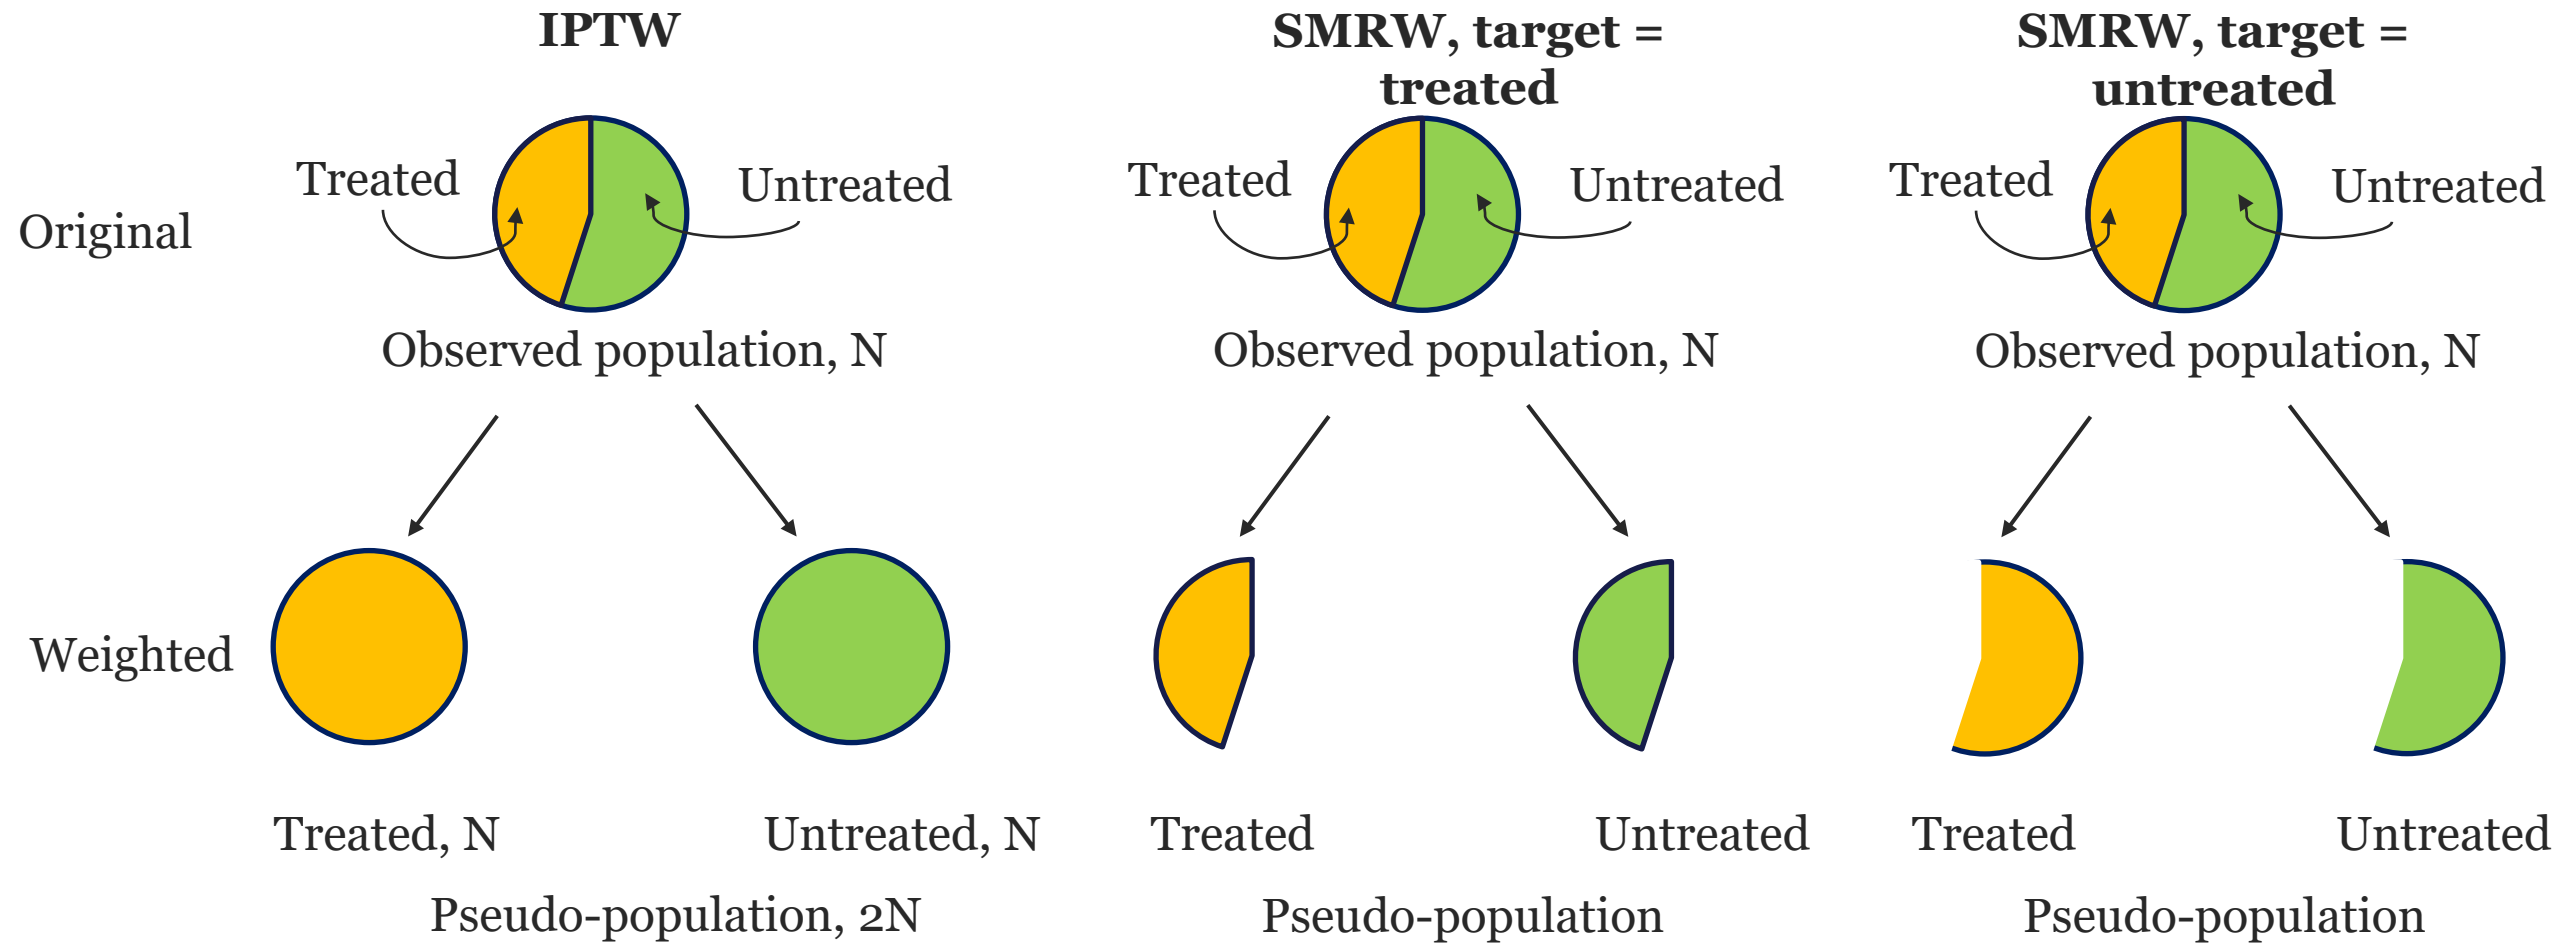 IPTW
SMRW, target =
treated
SMRW, target =
untreated
Original
Treated
Untreated
Treated
Untreated
Treated
Untreated
Observed population, N
Observed population, N
Observed population, N
Weighted
Treated, N
Untreated, N
Treated
Untreated
Treated
Untreated
Pseudo-population, 2N
Pseudo-population
Pseudo-population